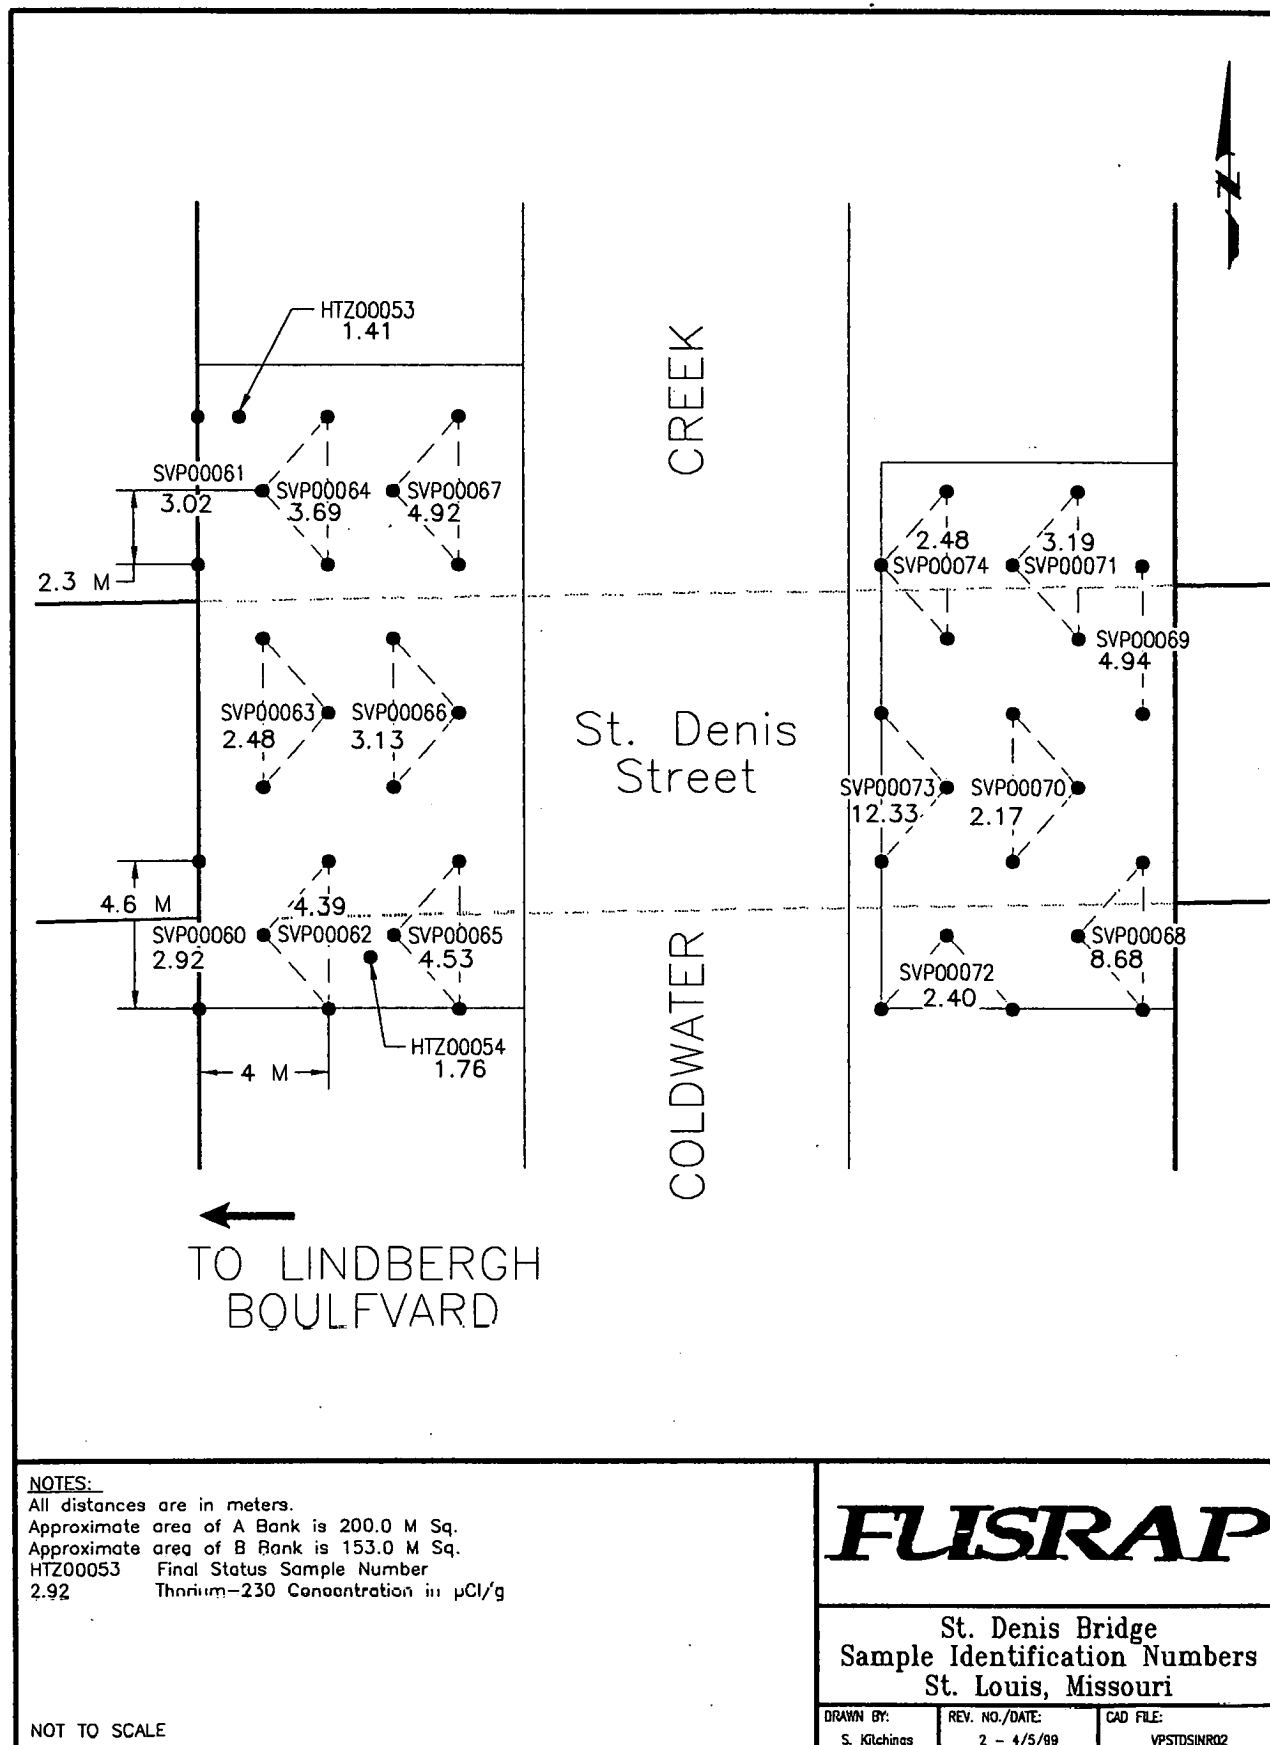 N
HTZ00053
1.41
CREEK
SVP00061
3.02
SVP00064
3.69
SVP00067
4.92
2.3 M
2.48
SVP00074
3.19
SVP00071
SVP00069
4.94
SVP00063
2.48
SVP00066
3.13
St. Denis
Street
SVP00073
12.33
SVP00070
2.17
4.6 M
SVP00060
2.92
4.39
SVP00062
SVP00065
4.53
SVP00068
8.68
SVP00072
2.40
COLDWATER
HTZ00054
1.76
4 M
TO LINDBERGH
BOULFVARD
NOTES:
All distances are in meters.
Approximate area of A Bank is 200.0 M Sq.
Approximate area of B Bank is 153.0 M Sq.
HTZ00053 Final Status Sample Number
2.92 Thorium-230 Concentration in µCi/g
NOT TO SCALE
FUSRAP
St. Denis Bridge
Sample Identification Numbers
St. Louis, Missouri
DRAWN BY:
S. Kitchings
REV. NO./DATE:
2 - 4/5/99
CAD FILE:
VPSTDSINR02